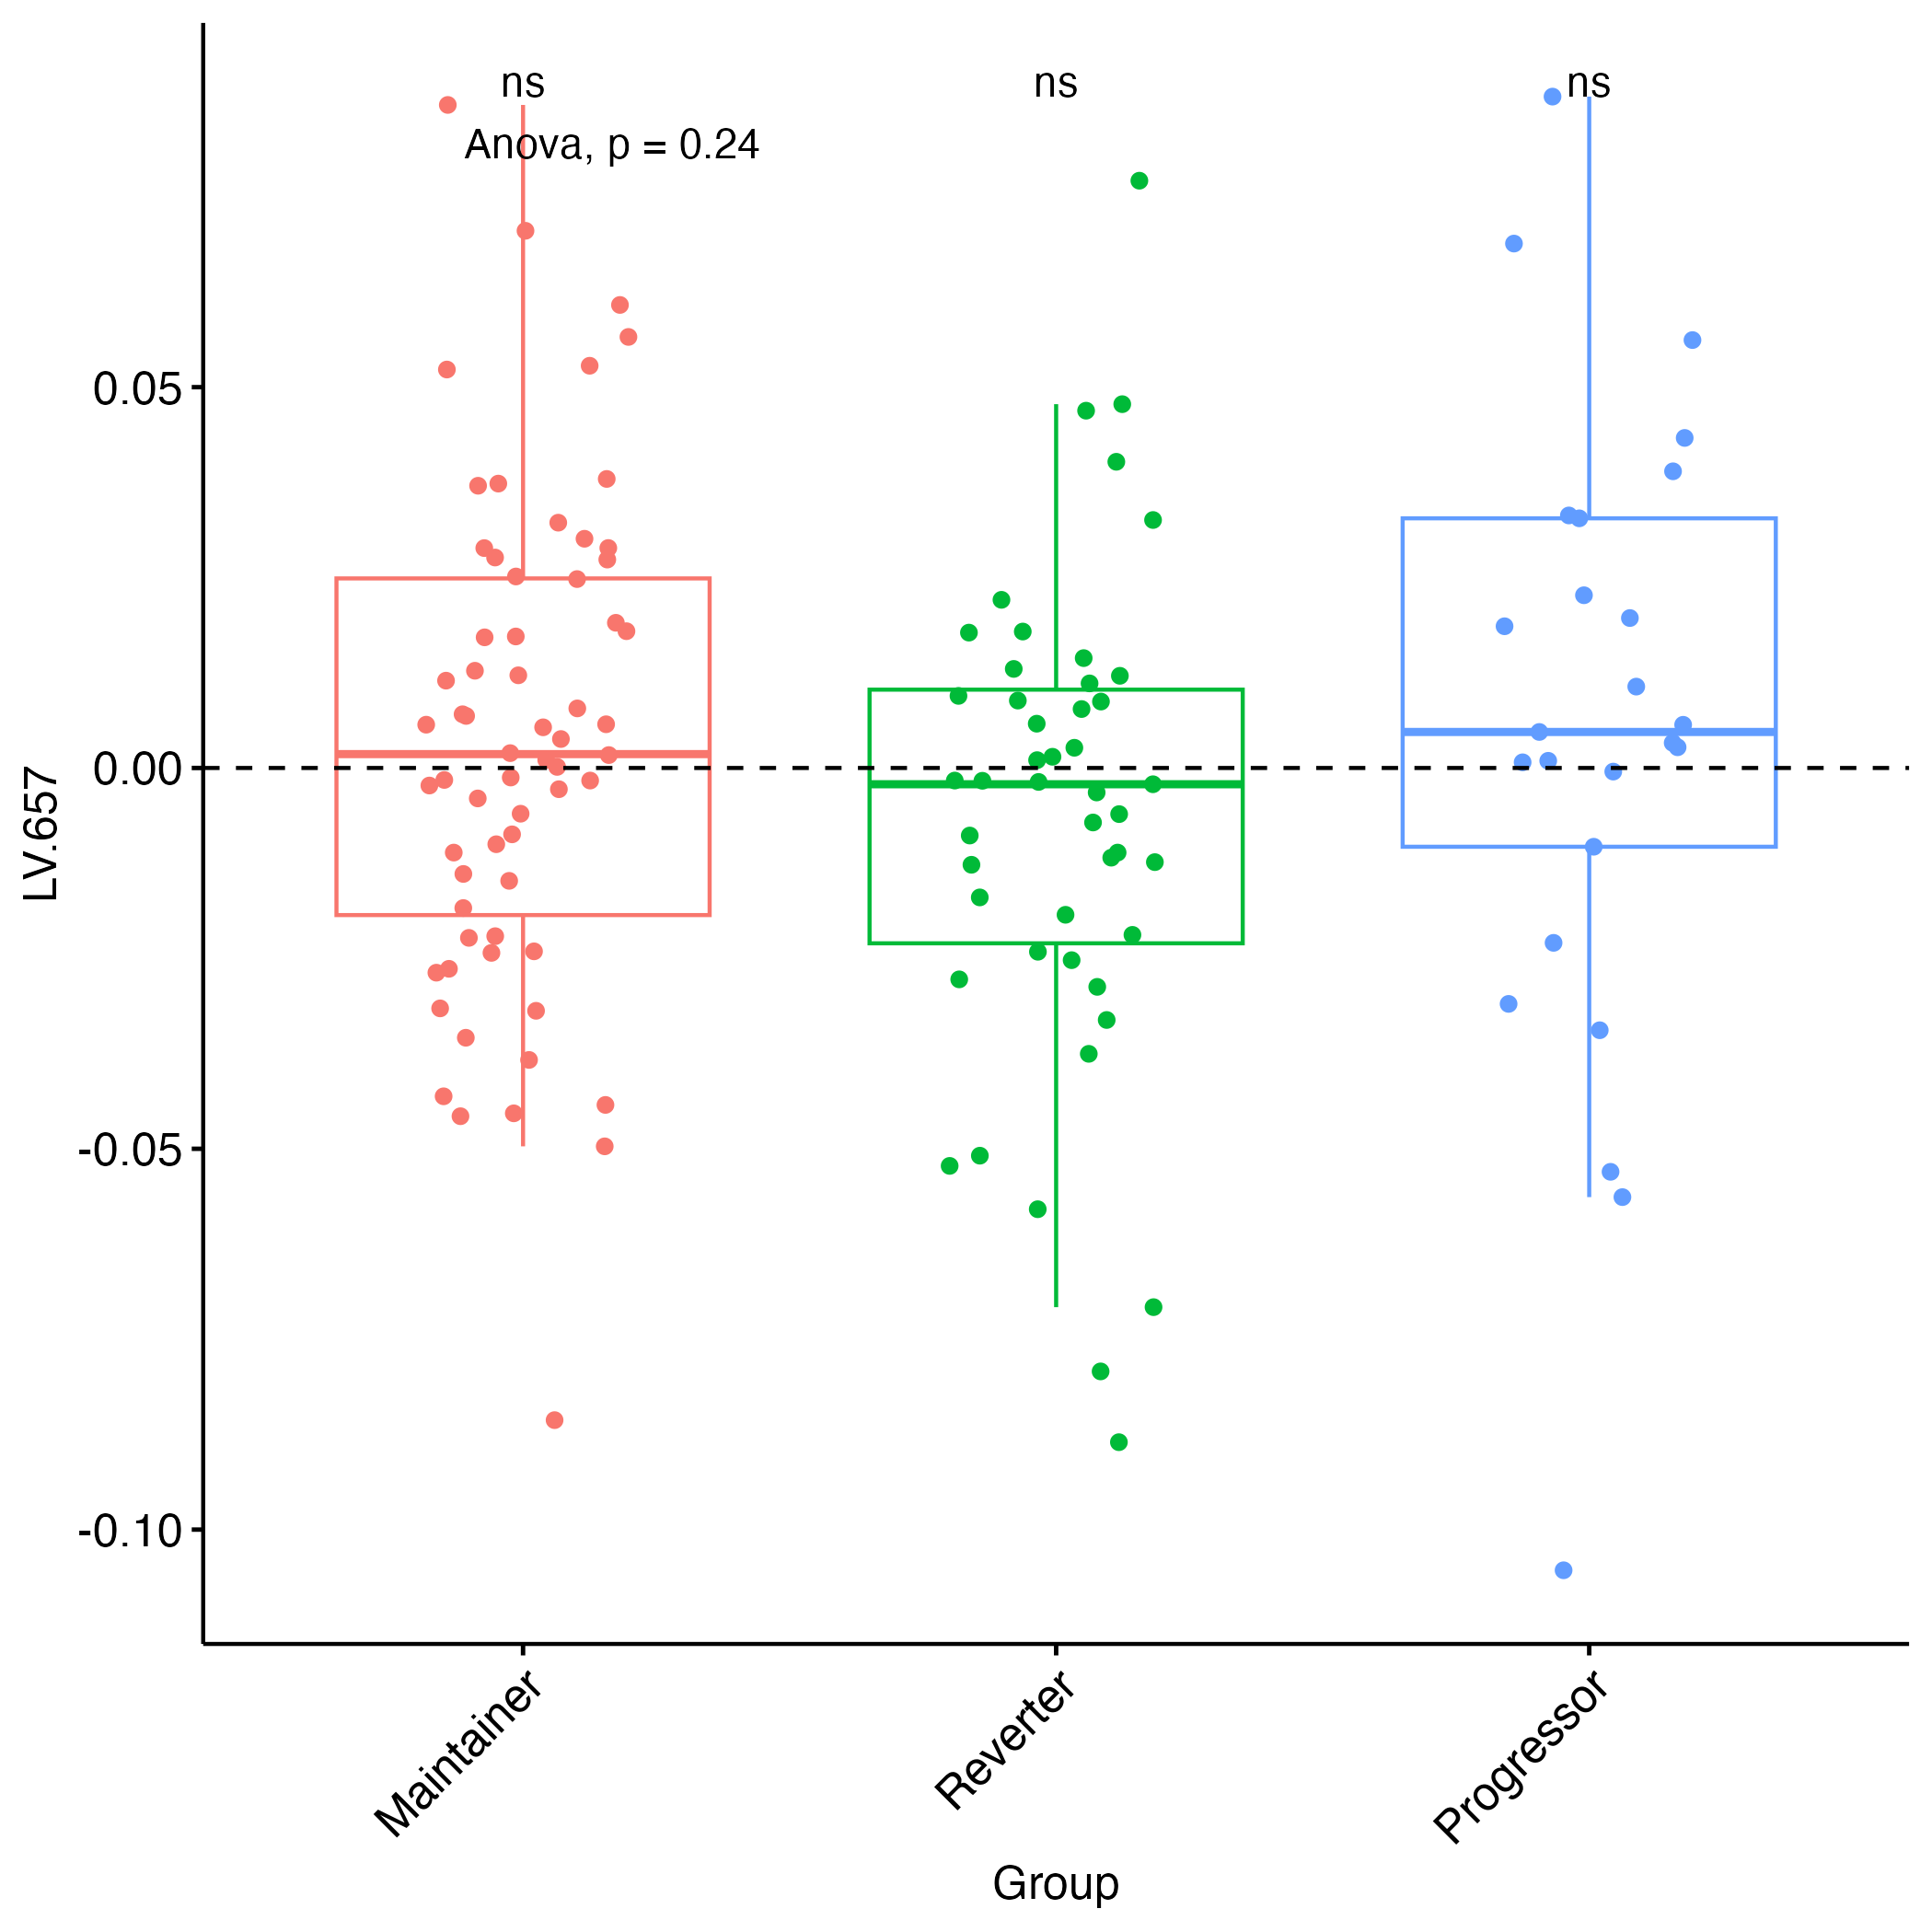 ns ns ns
Anova, p = 0.24
LV.657
0.05
0.00
-0.05
-0.10
Maintainer
Reverter
Progressor
Group